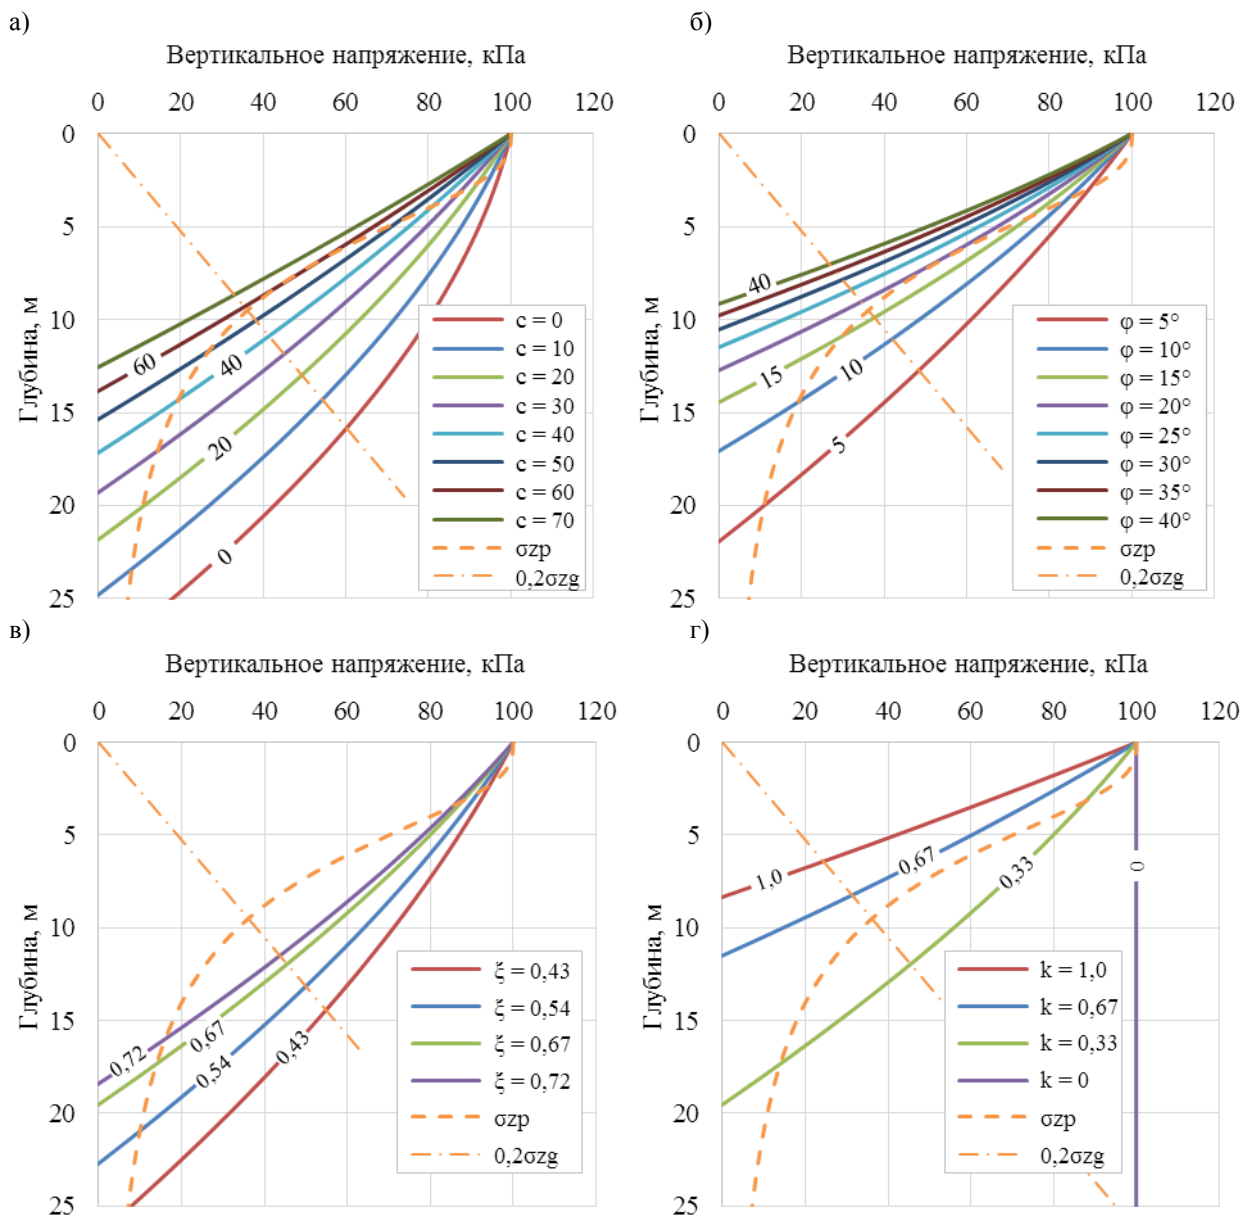 а)
Вертикальное напряжение, кПа
0 20 40 60 80 100 120
Глубина, м
0
5
10
15
20
25
60
40
20
0
c = 0
c = 10
c = 20
c = 30
c = 40
c = 50
c = 60
c = 70
σzp
0,2σzg
б)
Вертикальное напряжение, кПа
0 20 40 60 80 100 120
Глубина, м
0
5
10
15
20
25
40
15
10
5
φ = 5°
φ = 10°
φ = 15°
φ = 20°
φ = 25°
φ = 30°
φ = 35°
φ = 40°
σzp
0,2σzg
в)
Вертикальное напряжение, кПа
0 20 40 60 80 100 120
Глубина, м
0
5
10
15
20
25
0,72
0,67
0,54
0,43
ξ = 0,43
ξ = 0,54
ξ = 0,67
ξ = 0,72
σzp
0,2σzg
г)
Вертикальное напряжение, кПа
0 20 40 60 80 100 120
Глубина, м
0
5
10
15
20
25
1,0
0,67
0,33
0
k = 1,0
k = 0,67
k = 0,33
k = 0
σzp
0,2σzg